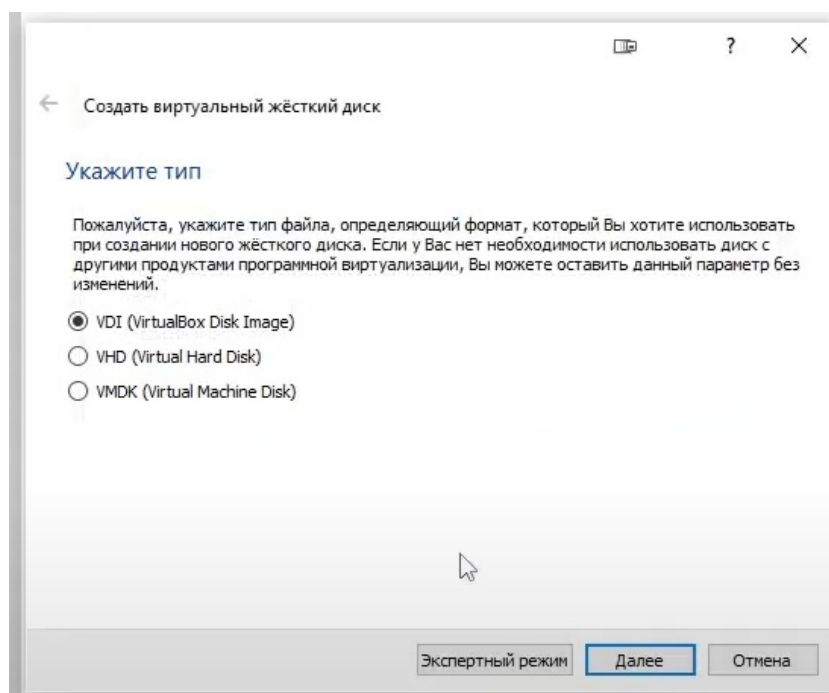 ?
Создать виртуальный жёсткий диск
Укажите тип
Пожалуйста, укажите тип файла, определяющий формат, который Вы хотите использовать
при создании нового жёсткого диска. Если у Вас нет необходимости использовать диск с
другими продуктами программной виртуализации, Вы можете оставить данный параметр без
изменений.
VDI (VirtualBox Disk Image)
VHD (Virtual Hard Disk)
VMDK (Virtual Machine Disk)
Экспертный режим Далее Отмена